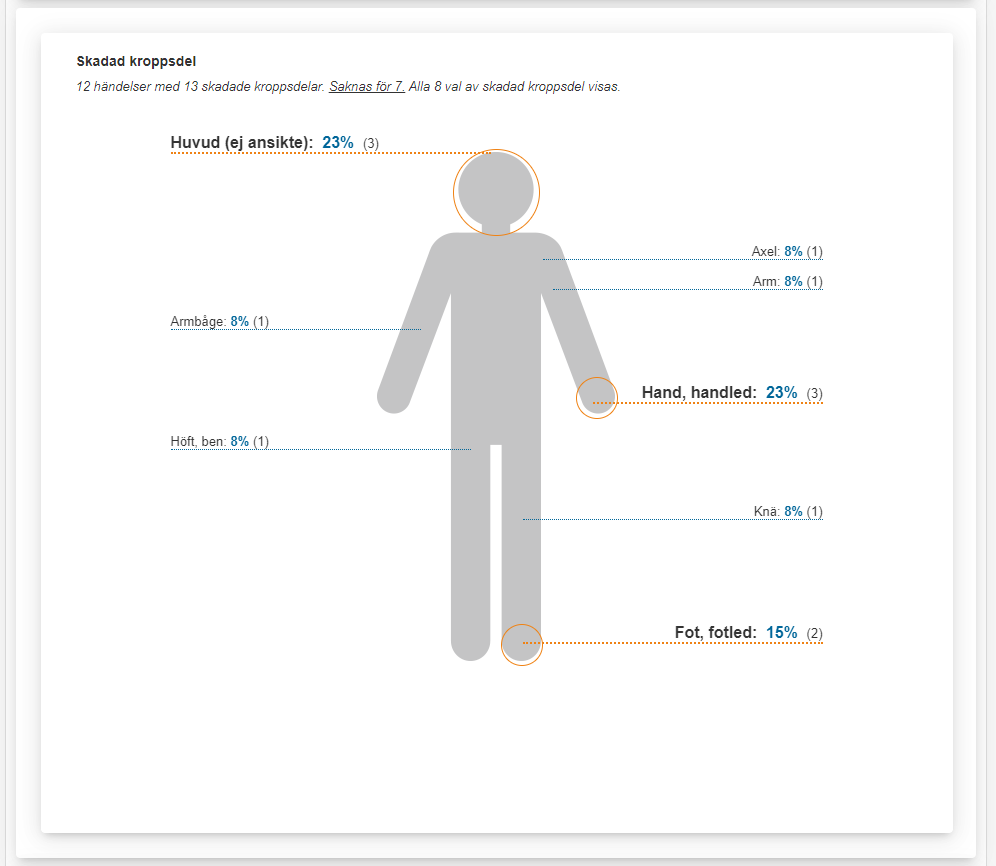 Skadad kroppsdel
12 händelser med 13 skadade kroppsdelar. Saknas för 7. Alla 8 val av skadad kroppsdel visas.
Huvud (ej ansikte): 23% (3)
Axel: 8% (1)
Arm: 8% (1)
Armbåge: 8% (1)
Hand, handled: 23% (3)
Höft, ben: 8% (1)
Knä: 8% (1)
Fot, fotled: 15% (2)